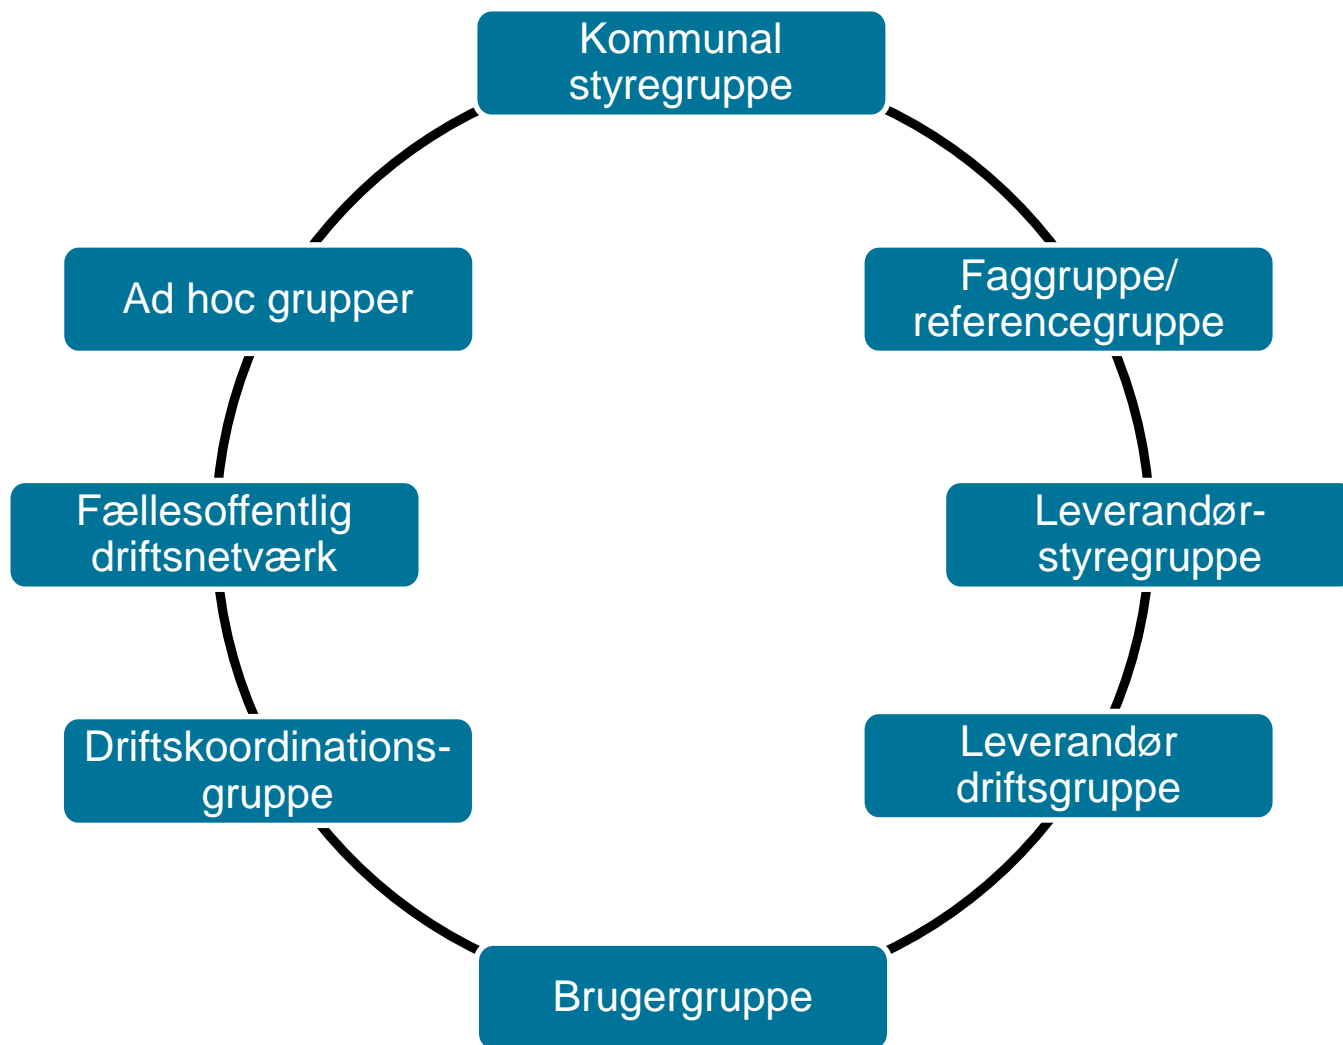 Kommunal
styregruppe
Ad hoc grupper
Faggruppe/
referencegruppe
Fællesoffentlig
driftsnetværk
Leverandør-
styregruppe
Driftskoordinations-
gruppe
Leverandør
driftsgruppe
Brugergruppe